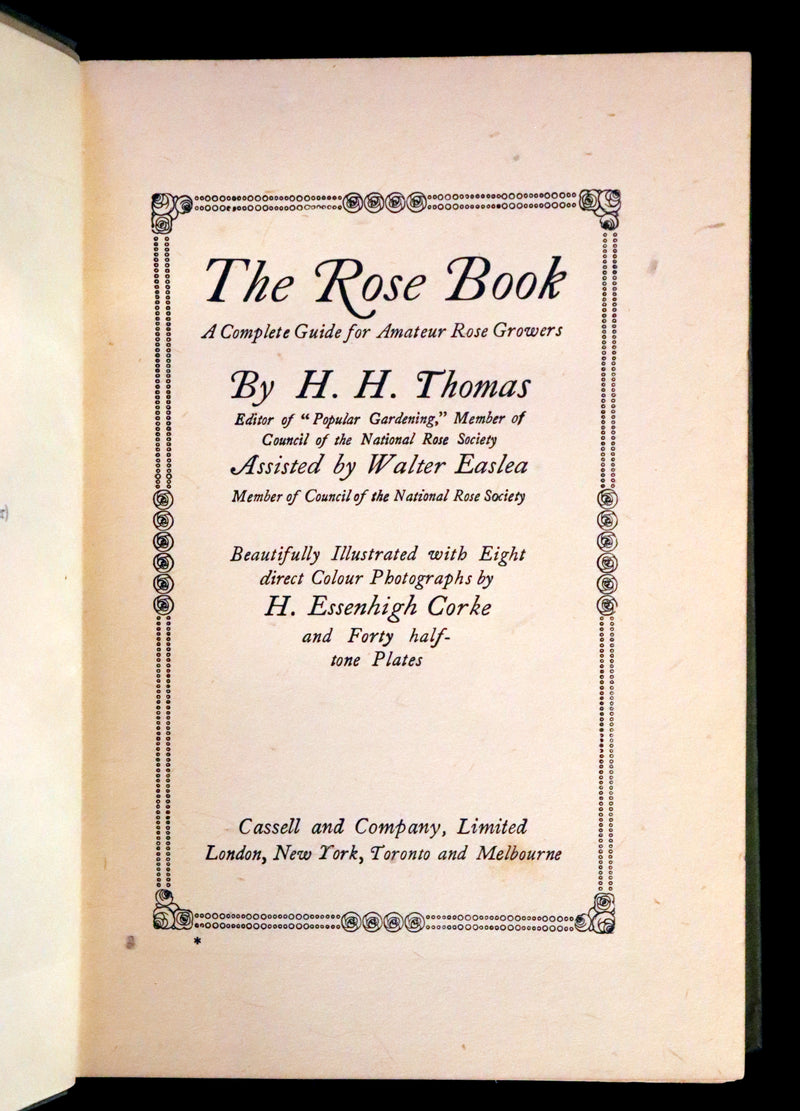 The Rose Book
A Complete Guide for Amateur Rose Growers
By H. H. Thomas
Editor of "Popular Gardening," Member of
Council of the National Rose Society
Assisted by Walter Easlea
Member of Council of the National Rose Society
Beautifully Illustrated with Eight
direct Colour Photographs by
H. Essenhigh Corke
and Forty half-
tone Plates
Cassell and Company, Limited
London, New York, Toronto and Melbourne
*